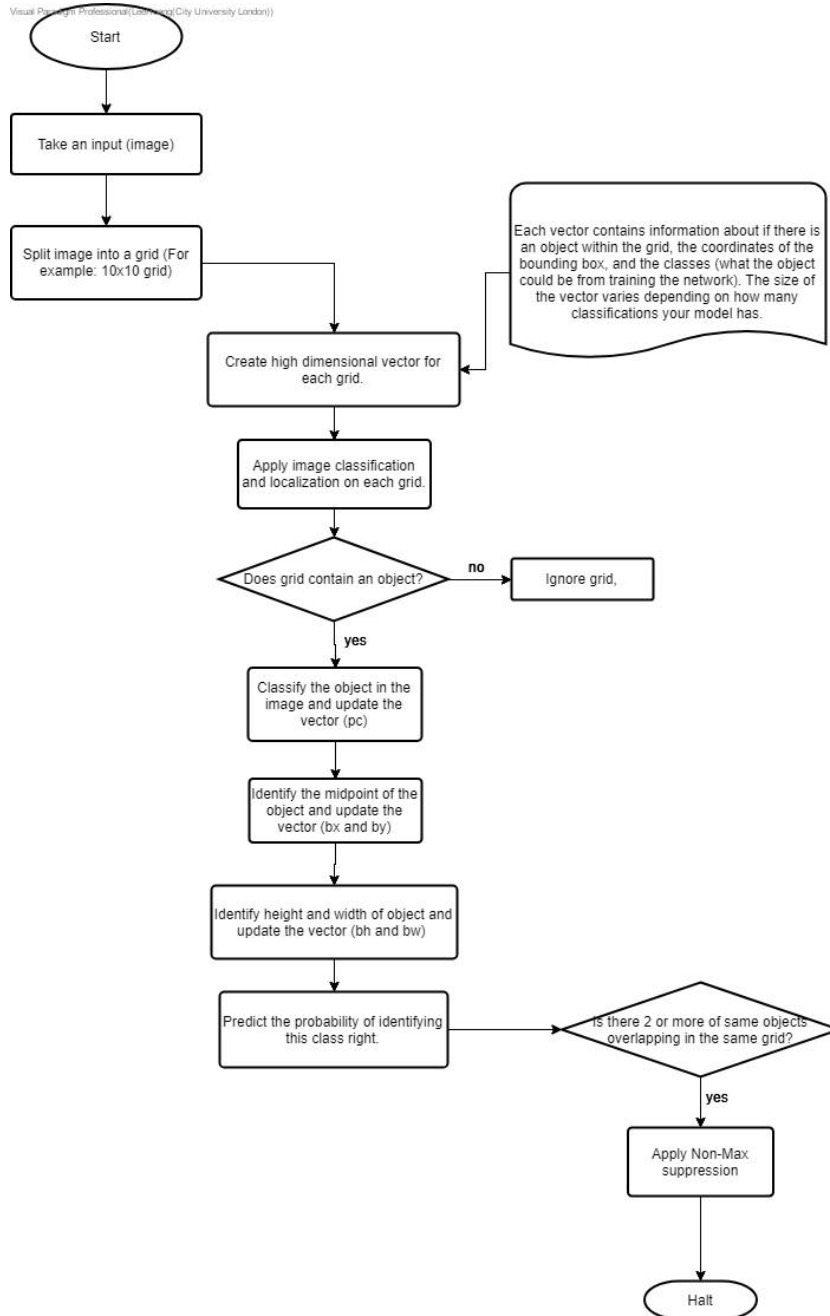 Visual Paradigm Professional(
(City University London))
Start
Take an input (image)
Split image into a grid (For
example: 10x10 grid)
Each vector contains information about if there is
an object within the grid, the coordinates of the
bounding box, and the classes (what the object
could be from training the network). The size of
the vector varies depending on how many
classifications your model has.
Create high dimensional vector for
each grid.
Apply image classification
and localization on each grid.
Does grid contain an object?
no
Ignore grid,
yes
Classify the object in the
image and update the
vector (pc)
Identify the midpoint of the
object and update the
vector (bx and by)
Identify height and width of object and
update the vector (bh and bw)
Predict the probability of identifying
this class right.
Is there 2 or more of same objects
overlapping in the same grid?
yes
Apply Non-Max
suppression
Halt